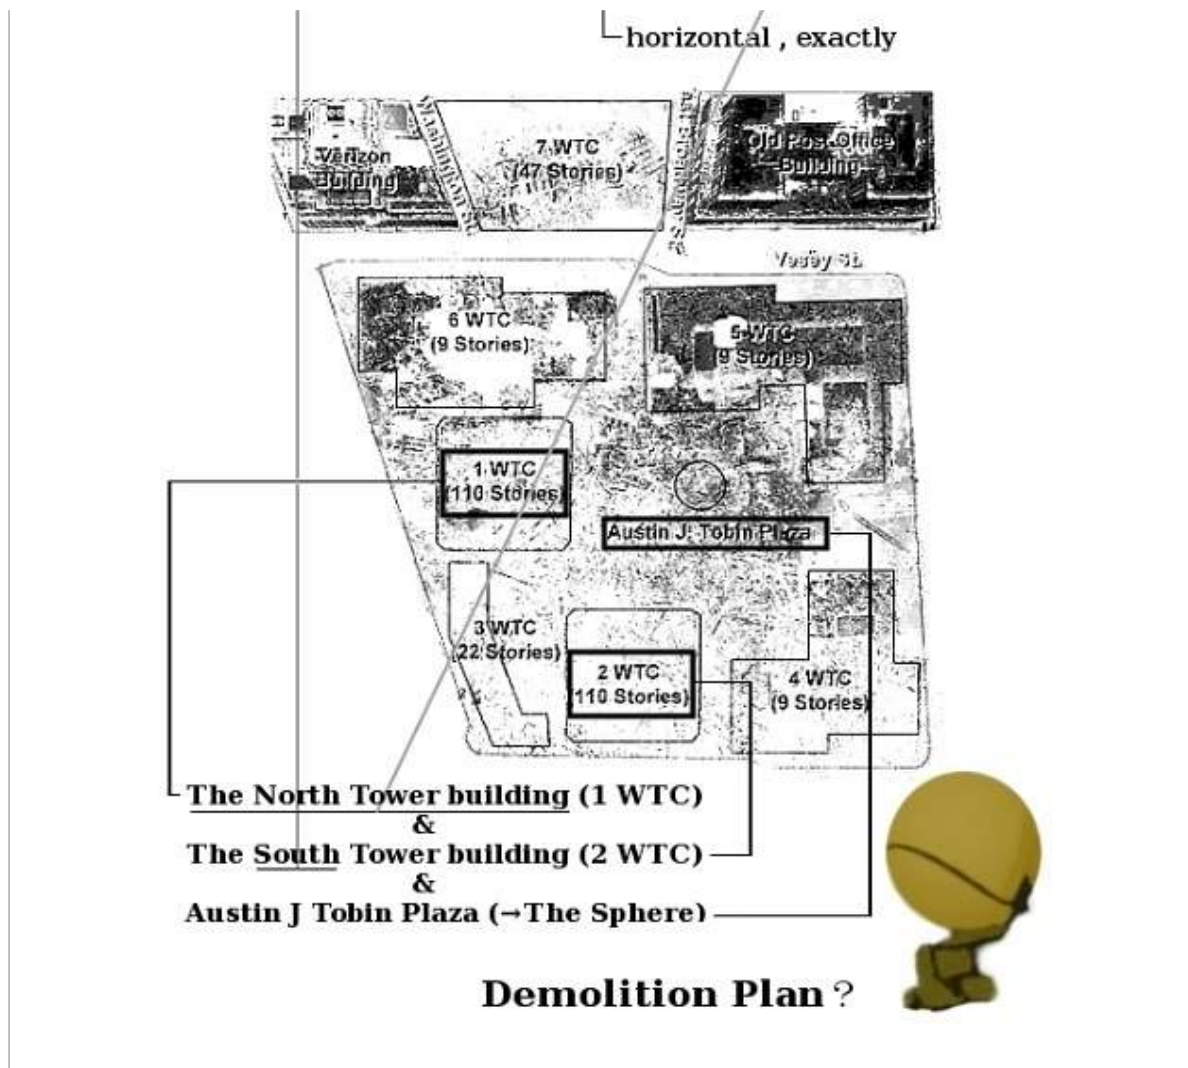 horizontal , exactly
Washington St.
7 WTC
(47 Stories)
Old Post Office
Building
Verizon
Building
Vesey St.
6 WTC
(9 Stories)
5 WTC
(9 Stories)
1 WTC
(110 Stories)
Austin J. Tobin Plaza
3 WTC
(22 Stories)
2 WTC
(110 Stories)
4 WTC
(9 Stories)
The North Tower building (1 WTC)
&
The South Tower building (2 WTC)
&
Austin J Tobin Plaza (→The Sphere)
Demolition Plan ?